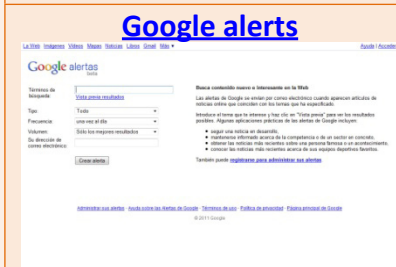 Google alerts
La Web Imágenes Vídeos Mapas Noticias Libros Gmail Más ▼ Ayuda | Acceder
Google alertas
beta
Términos de búsqueda:
Vista previa resultados
Tipo: Todo
Frecuencia: una vez al día
Volumen: Sólo los mejores resultados
Su dirección de correo electrónico:
Crear alerta
Busca contenido nuevo o interesante en la Web
Las alertas de Google se envían por correo electrónico cuando aparecen artículos de
noticias online que coinciden con los temas que ha especificado.
Introduce el tema que te interese y haz clic en "Vista previa" para ver los resultados
posibles. Algunas aplicaciones prácticas de las alertas de Google incluyen:
seguir una noticia en desarrollo.
mantenerse informado acerca de la competencia o de un sector en concreto.
obtener las noticias más recientes sobre una persona famosa o un acontecimiento.
conocer las noticias más recientes acerca de sus equipos deportivos favoritos.
También puede registrarse para administrar sus alertas.
Administrar sus alertas - Ayuda sobre las Alertas de Google - Términos de uso - Política de privacidad - Página principal de Google
© 2011 Google